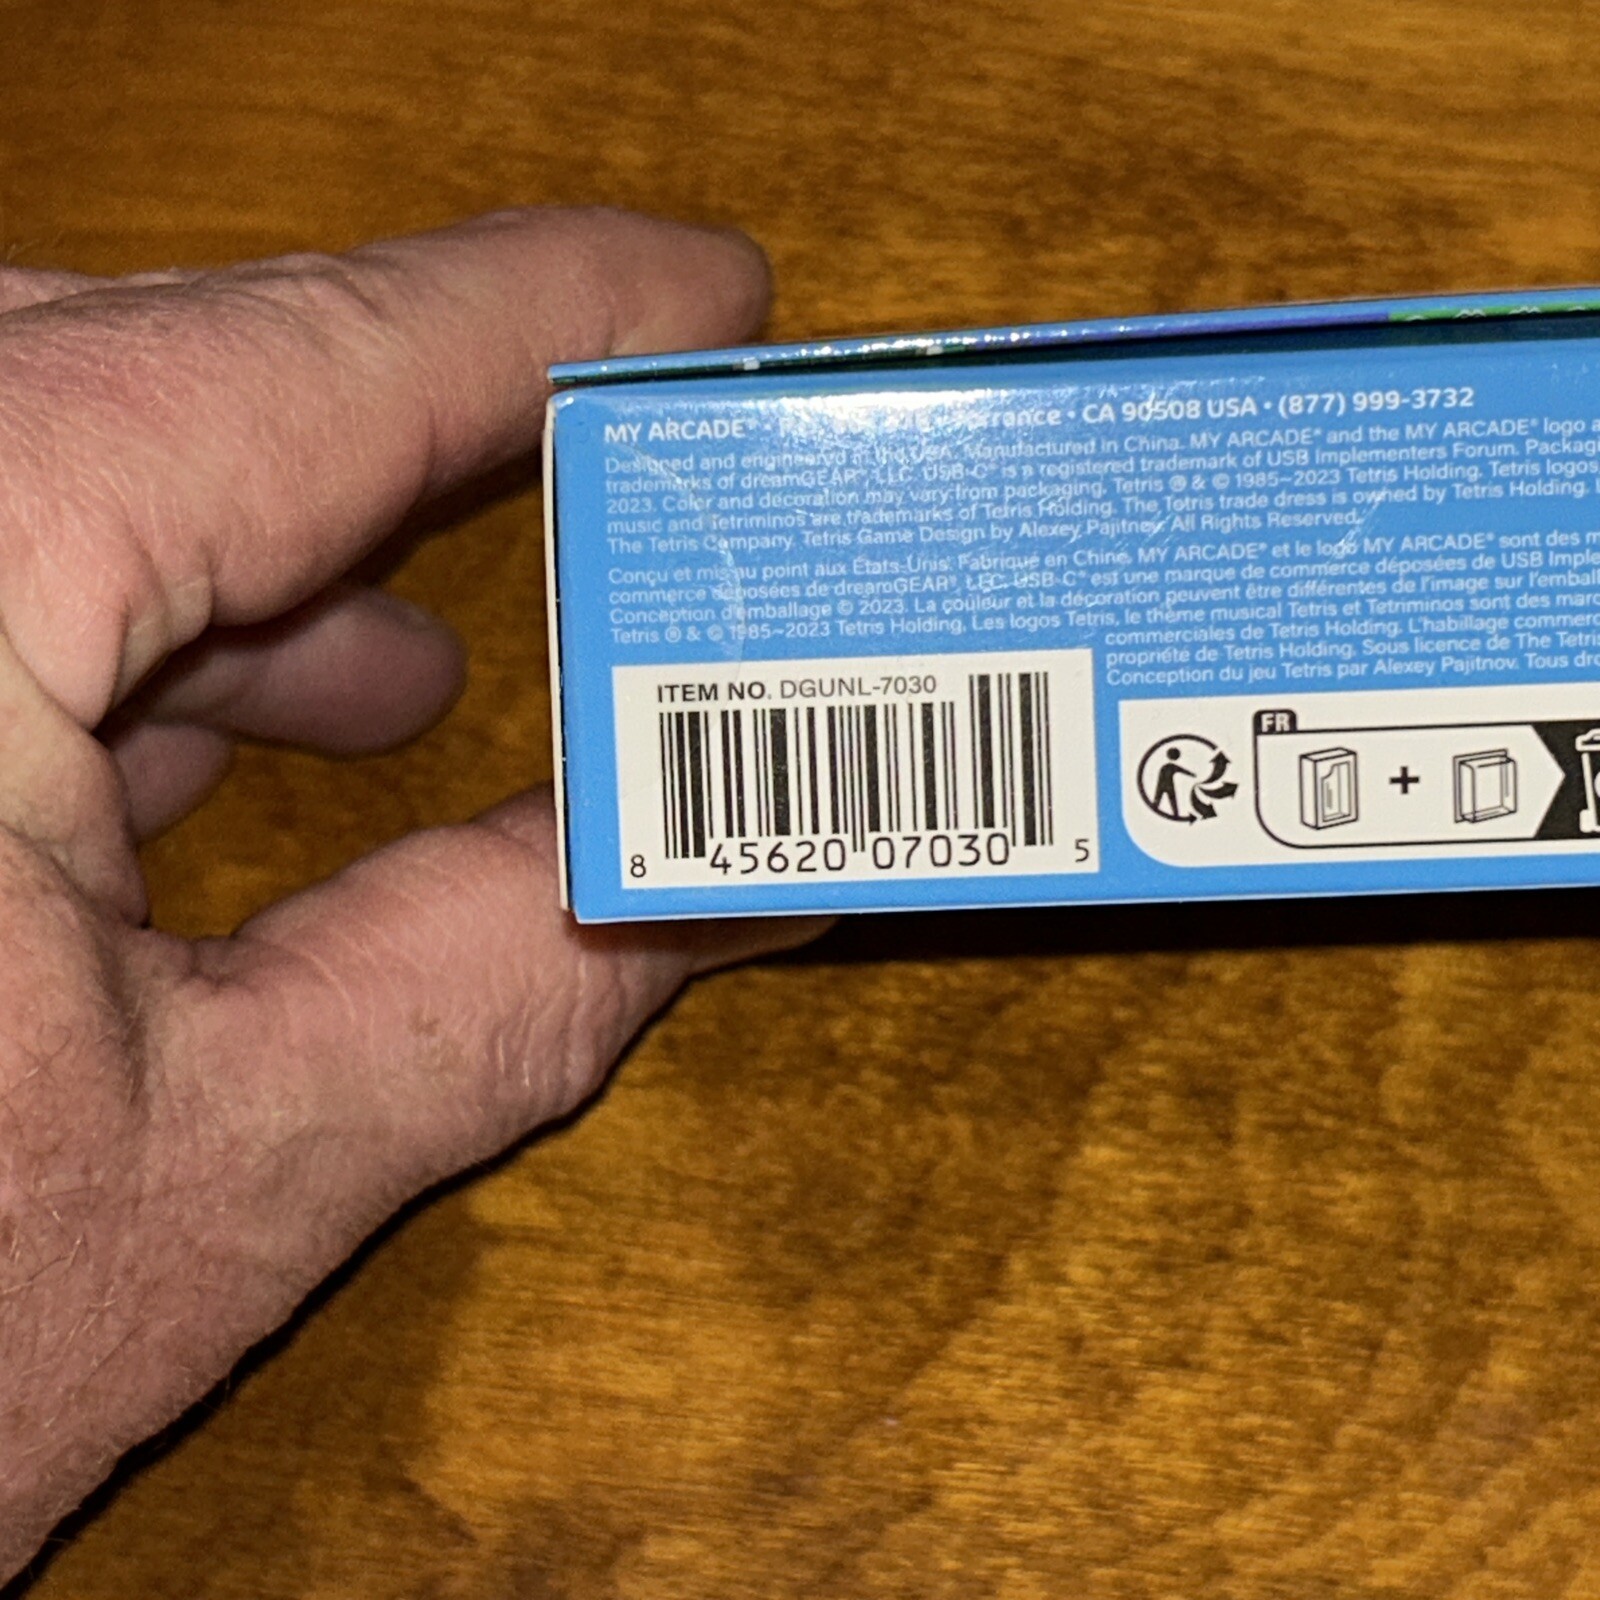 MY ARCADE® • CA 90508 USA • (877) 999-3732
Designed and engineered in the USA. Manufactured in China. MY ARCADE® and the MY ARCADE® logo a
trademarks of dreamGEAR®, LLC. USB-C® is a registered trademark of USB Implementers Forum. Packag
2023. Color and decoration may vary from packaging. Tetris ® & © 1985~2023 Tetris Holding. Tetris logos,
music and Tetriminos are trademarks of Tetris Holding. The Tetris trade dress is owned by Tetris Holding.
The Tetris Company. Tetris Game Design by Alexey Pajitnov. All Rights Reserved.
Conçu et mis au point aux États-Unis. Fabriqué en Chine. MY ARCADE® et le logo MY ARCADE® sont des m
commerce déposées de dreamGEAR®, LLC. USB-C® est une marque de commerce déposées de USB Imple
Conception d'emballage © 2023. La couleur et la décoration peuvent être différentes de l'image sur l'embal
Tetris ® & © 1985~2023 Tetris Holding. Les logos Tetris, le thème musical Tetris et Tetriminos sont des marq
commerciales de Tetris Holding. L'habillage commerc
propriété de Tetris Holding. Sous licence de The Tetris
Conception du jeu Tetris par Alexey Pajitnov. Tous dro
ITEM NO. DGUNL-7030
8 45620 07030 5
FR
+